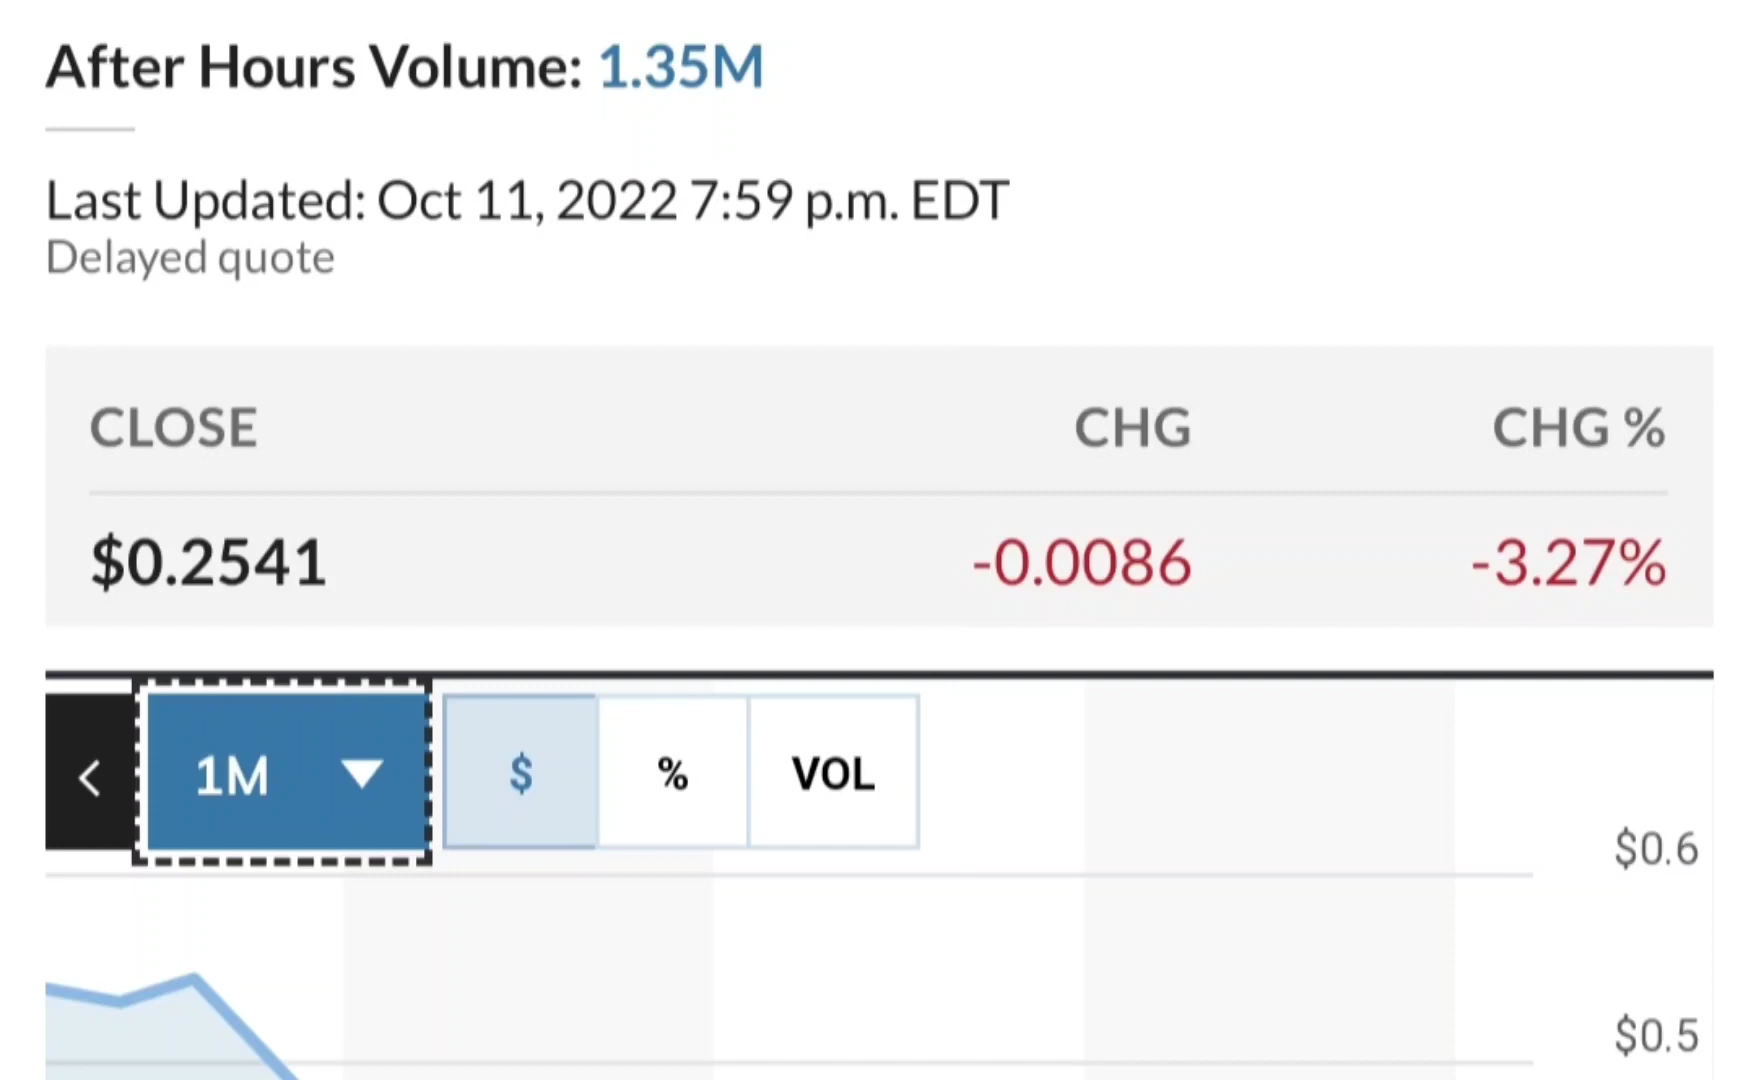 After Hours Volume: 1.35M
Last Updated: Oct 11, 2022 7:59 p.m. EDT
Delayed quote
CLOSE CHG CHG %
$0.2541 -0.0086 -3.27%
1M $ % VOL
$0.6
$0.5